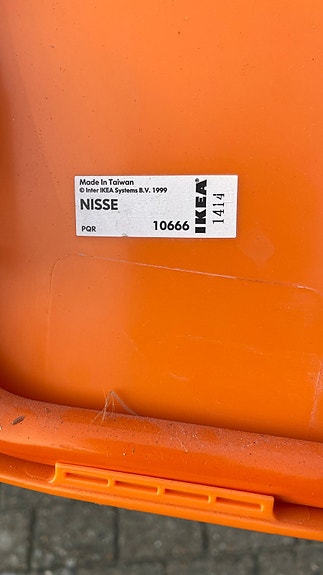 Made In Taiwan
© Inter IKEA Systems B.V. 1999
NISSE
PQR 10666
IKEA
1414